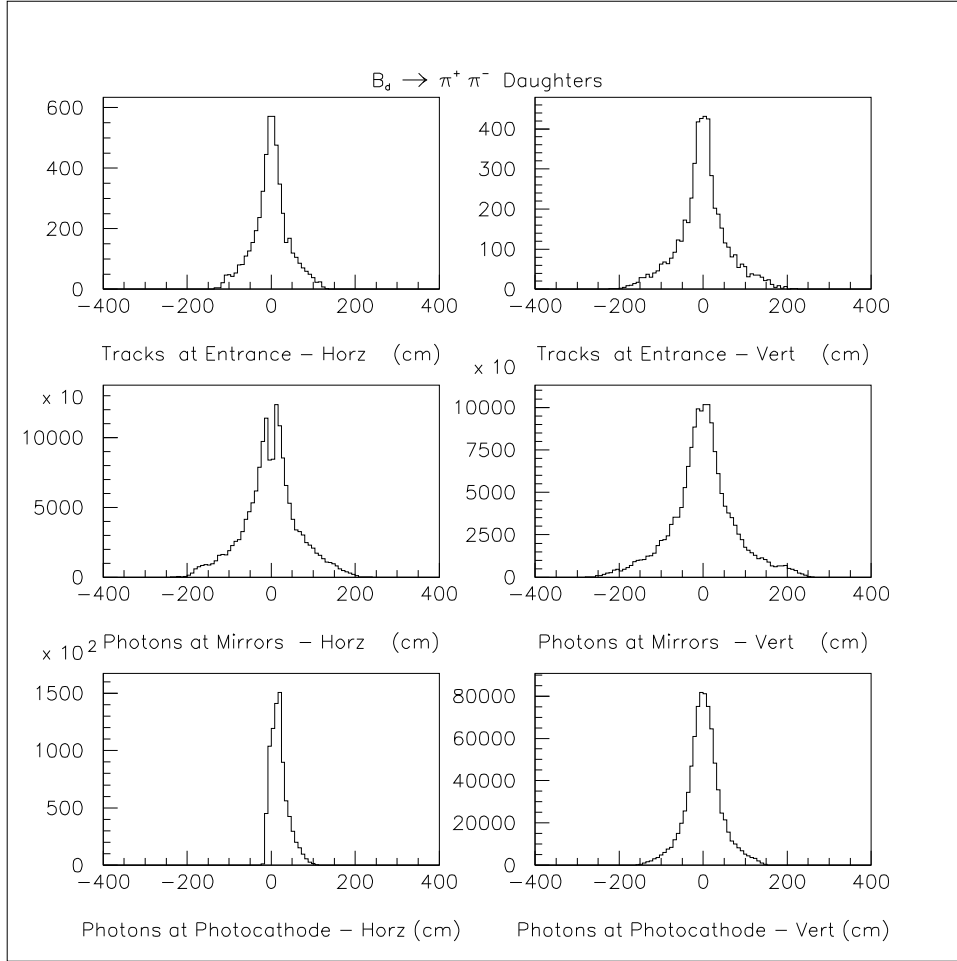 B_d → π⁺ π⁻ Daughters
600
400
200
0
−400 −200 0 200 400
Tracks at Entrance − Horz (cm)
400
300
200
100
0
−400 −200 0 200 400
Tracks at Entrance − Vert (cm)
x 10
10000
5000
0
−400 −200 0 200 400
Photons at Mirrors − Horz (cm)
x 10
10000
7500
5000
2500
0
−400 −200 0 200 400
Photons at Mirrors − Vert (cm)
x 10²
1500
1000
500
0
−400 −200 0 200 400
Photons at Photocathode − Horz (cm)
80000
60000
40000
20000
0
−400 −200 0 200 400
Photons at Photocathode − Vert (cm)